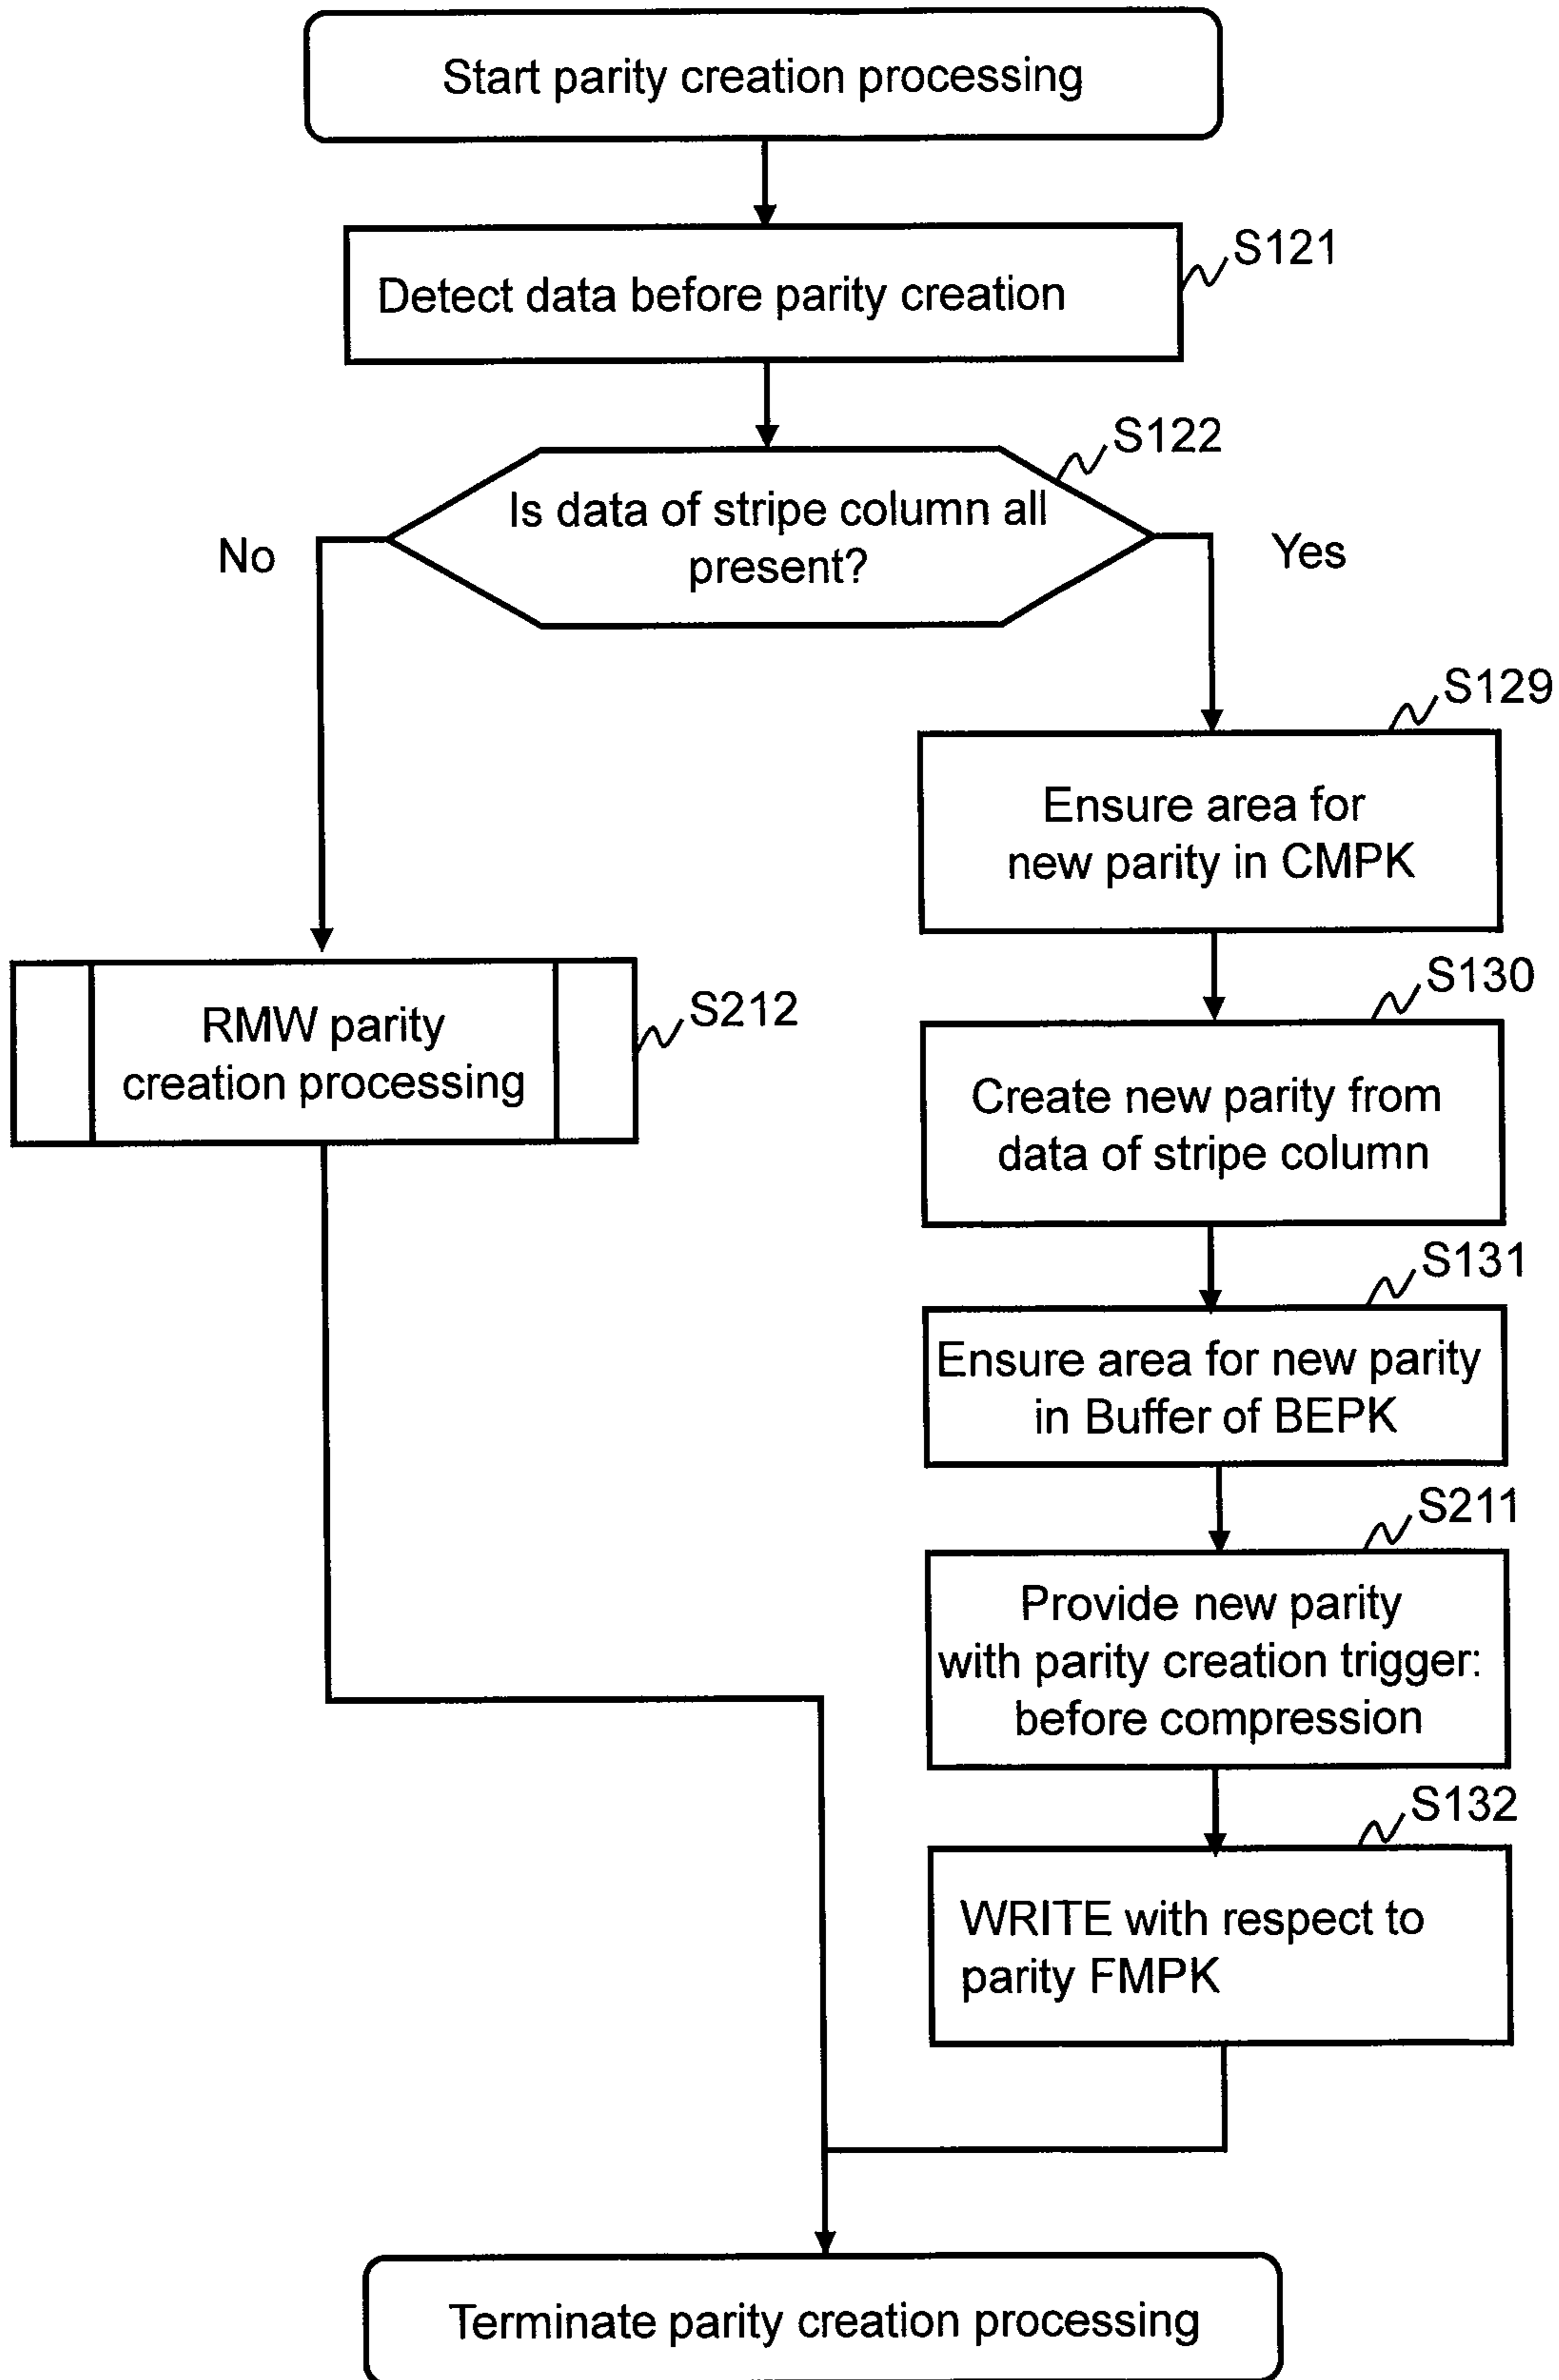 Start parity creation processing
S121
Detect data before parity creation
S122
Is data of stripe column all
present?
No
Yes
S129
Ensure area for
new parity in CMPK
S130
S212
RMW parity
creation processing
Create new parity from
data of stripe column
S131
Ensure area for new parity
in Buffer of BEPK
S211
Provide new parity
with parity creation trigger:
before compression
S132
WRITE with respect to
parity FMPK
Terminate parity creation processing